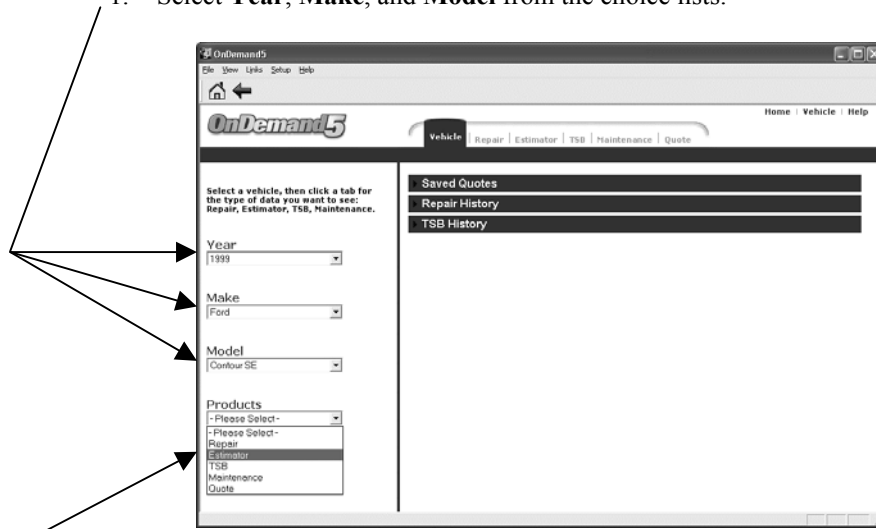 1. Select Year, Make, and Model from the choice lists.
OnDemand5
File View Links Setup Help
Home | Vehicle | Help
OnDemand5
Vehicle | Repair | Estimator | TSB | Maintenance | Quote
Select a vehicle, then click a tab for
the type of data you want to see:
Repair, Estimator, TSB, Maintenance.
Year
1999
Make
Ford
Model
Contour SE
Products
-Please Select-
-Please Select-
Repair
Estimator
TSB
Maintenance
Quote
Saved Quotes
Repair History
TSB History